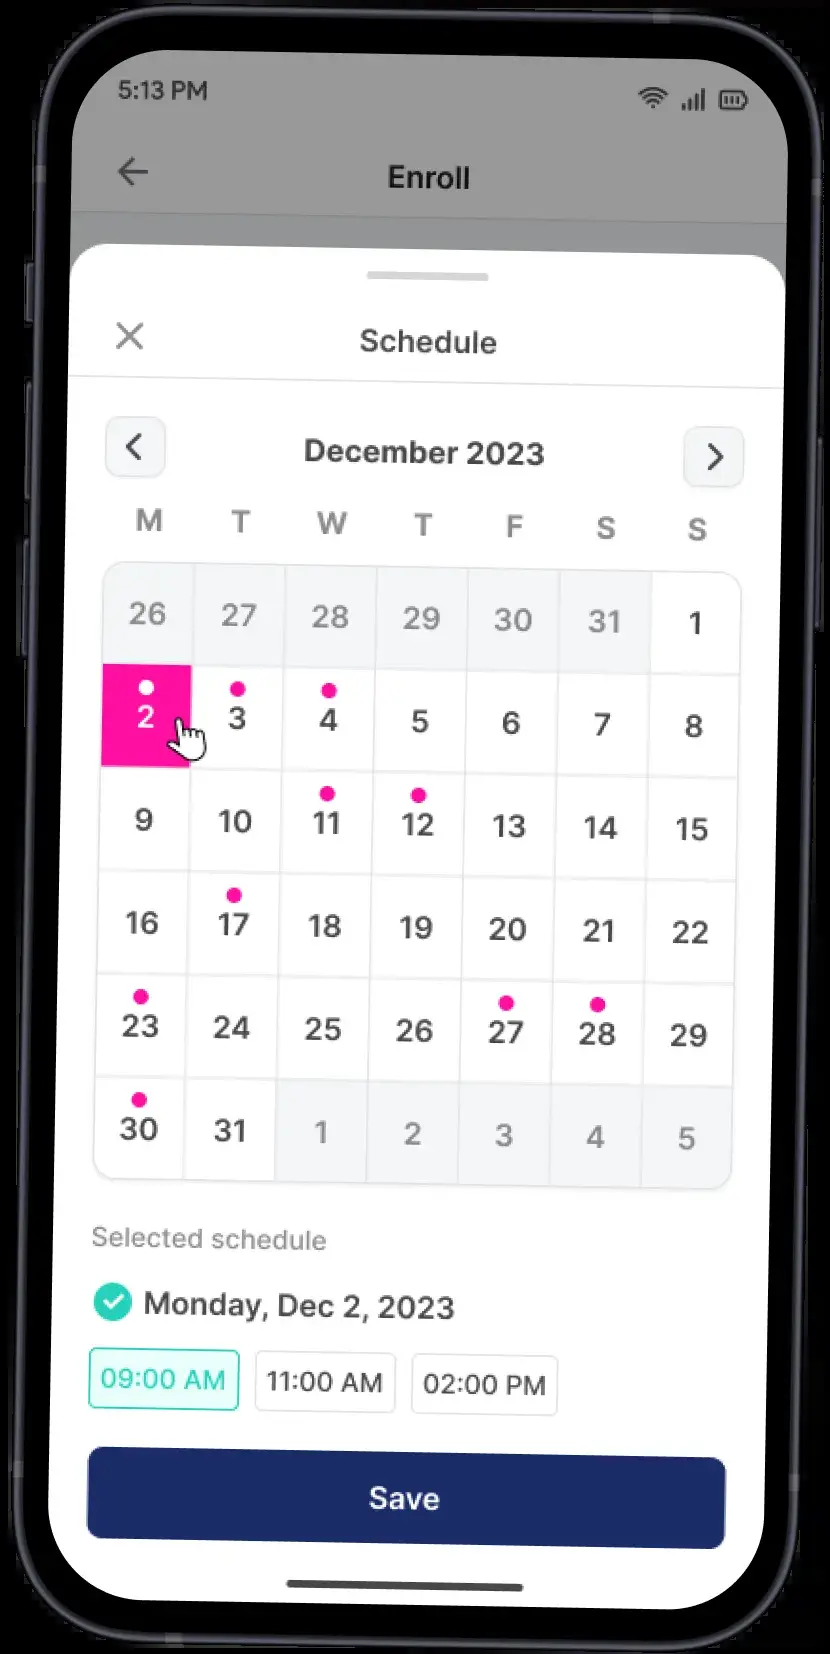 5:13 PM
Enroll
Schedule
December 2023
M T W T F S S
26 27 28 29 30 31 1
2 3 4 5 6 7 8
9 10 11 12 13 14 15
16 17 18 19 20 21 22
23 24 25 26 27 28 29
30 31 1 2 3 4 5
Selected schedule
Monday, Dec 2, 2023
09:00 AM 11:00 AM 02:00 PM
Save